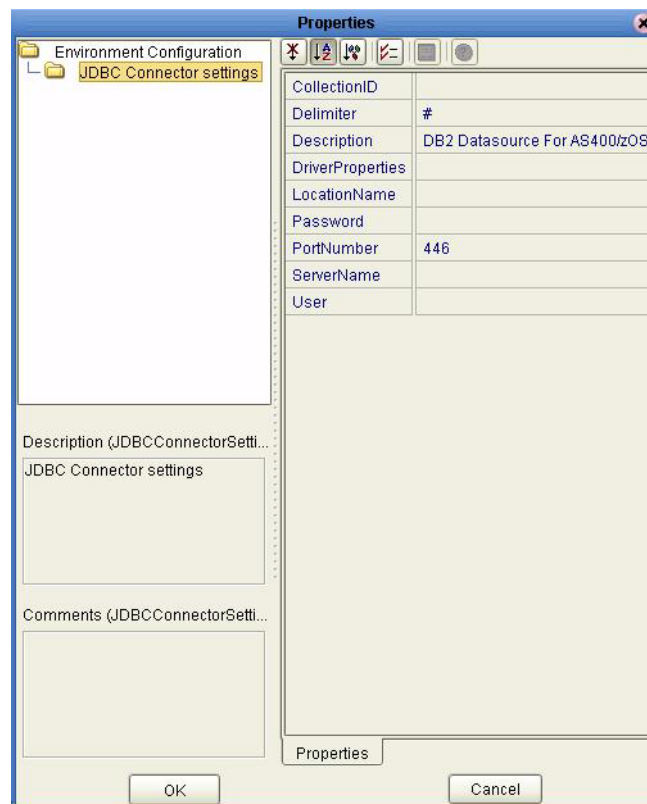 Properties
Environment Configuration
JDBC Connector settings
CollectionID
Delimiter #
Description DB2 Datasource For AS400/zOS
DriverProperties
LocationName
Password
PortNumber 446
ServerName
User
Description (JDBCConnectorSetti...
JDBC Connector settings
Comments (JDBCConnectorSetti...
Properties
OK Cancel